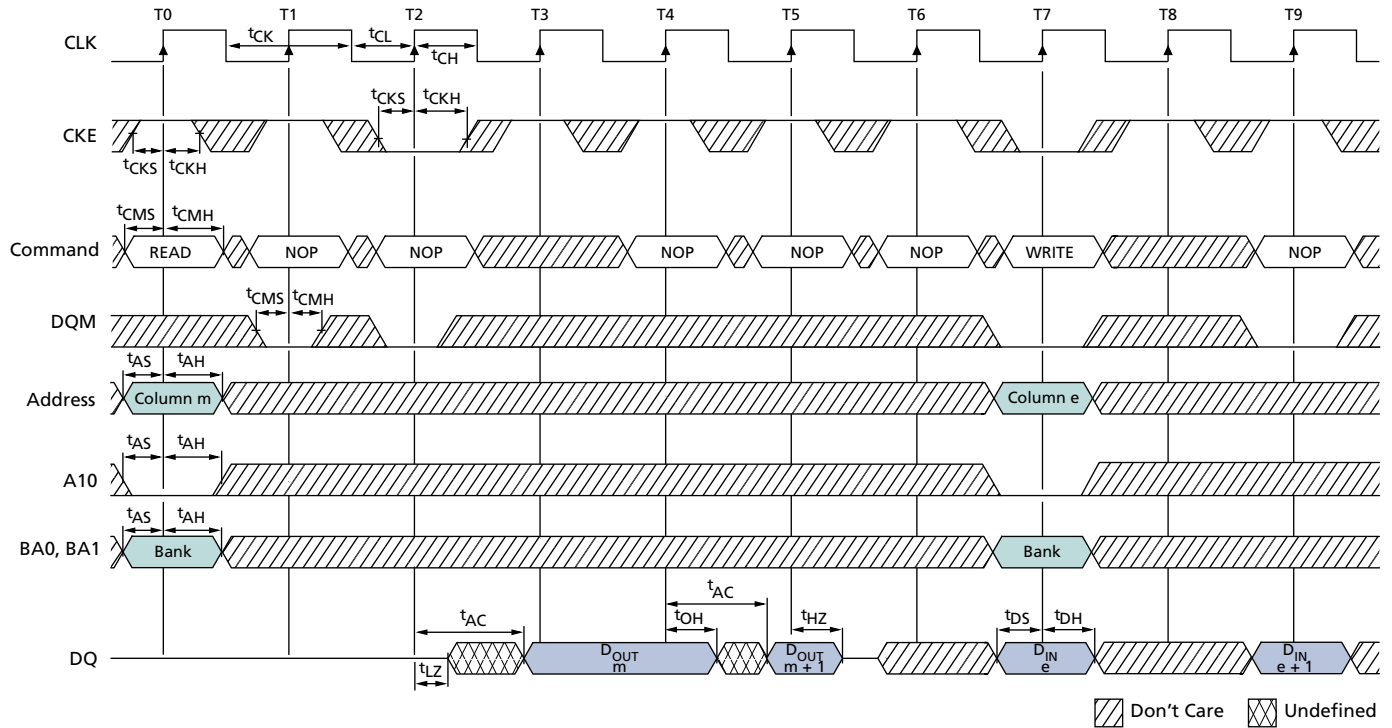 T0 T1 T2 T3 T4 T5 T6 T7 T8 T9
CLK
tCK tCL
tCH
tCKS tCKH
CKE
tCKS tCKH
tCMS tCMH
Command READ NOP NOP NOP NOP NOP WRITE NOP
tCMS tCMH
DQM
tAS tAH
Address Column m Column e
tAS tAH
A10
tAS tAH
BA0, BA1 Bank Bank
tAC
tAC tOH tHZ tDS tDH
DQ DOUT m DOUT m + 1 DIN e DIN e + 1
tLZ
Don't Care Undefined